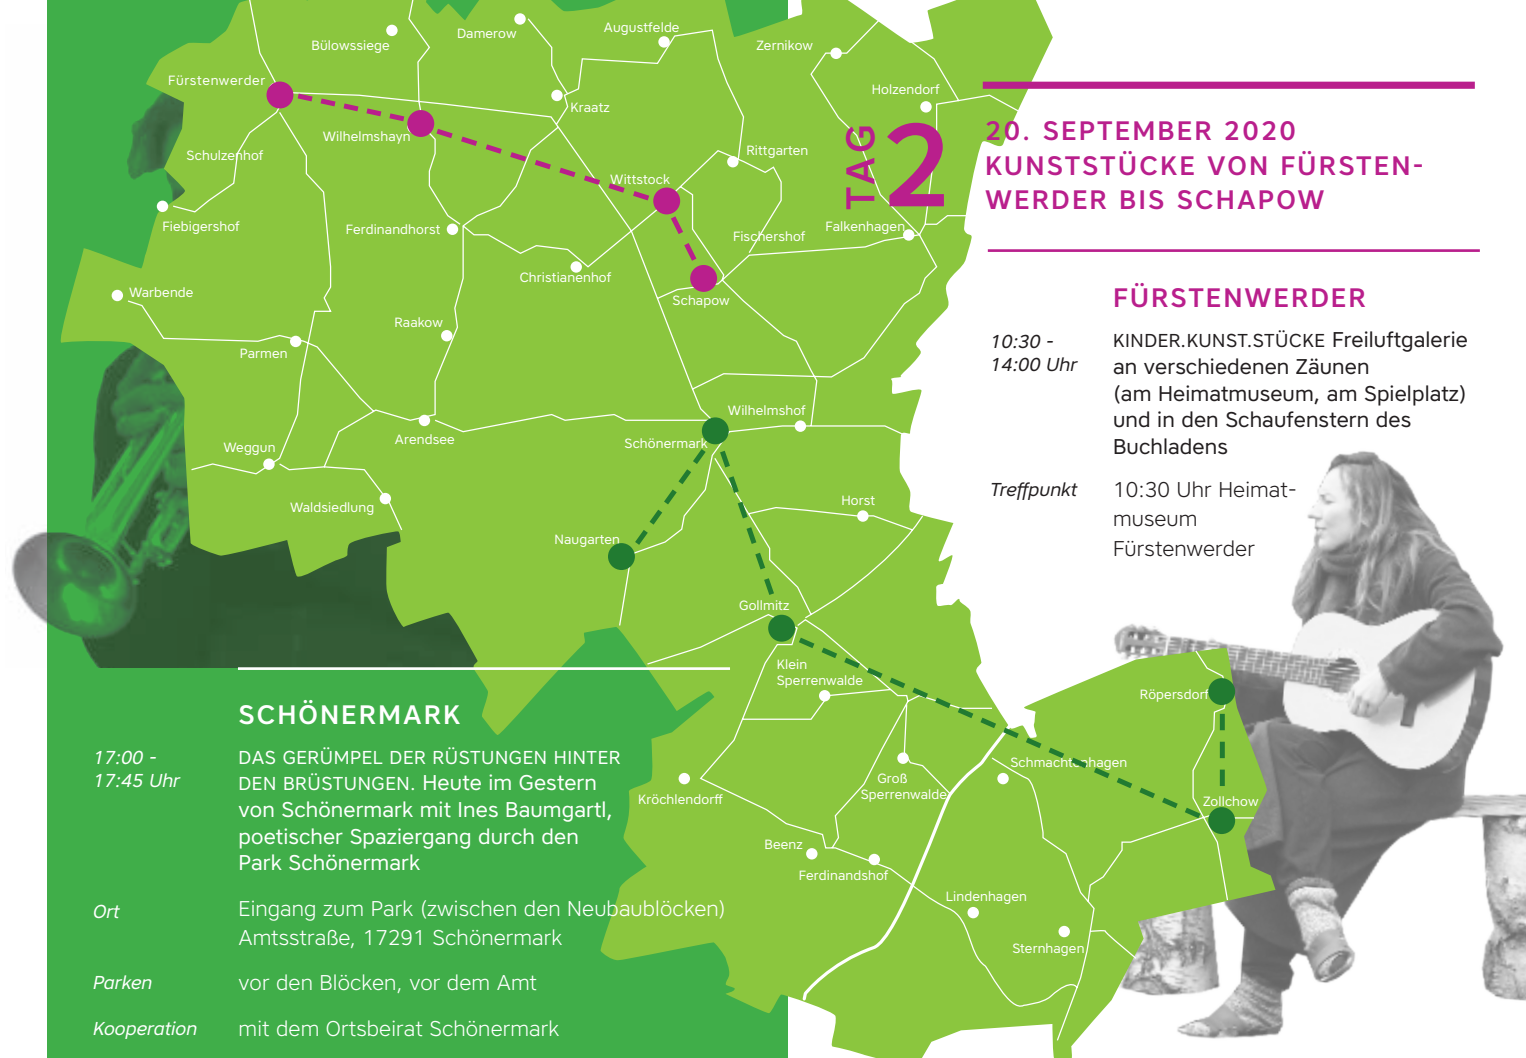 Bülowssiege
Damerow
Augustfelde
Zernikow
Fürstenwerder
Holzendorf
Kraatz
Wilhelmshayn
Schulzenhof
Rittgarten
Wittstock
Fiebigershof
Ferdinandhorst
Fischershof
Falkenhagen
Christianenhof
Warbende
Schapow
Raakow
Parmen
Wilhelmshof
Arendsee
Schönermark
Weggun
Waldsiedlung
Horst
Naugarten
Gollmitz
Klein
Sperrenwalde
Röpersdorf
Schmachtenhagen
Groß
Sperrenwalde
Kröchlendorff
Zollchow
Beenz
Ferdinandshof
Lindenhagen
Sternhagen
TAG 2
20. SEPTEMBER 2020
KUNSTSTÜCKE VON FÜRSTEN-
WERDER BIS SCHAPOW
FÜRSTENWERDER
10:30 -
14:00 Uhr
KINDER.KUNST.STÜCKE Freiluftgalerie
an verschiedenen Zäunen
(am Heimatmuseum, am Spielplatz)
und in den Schaufenstern des
Buchladens
Treffpunkt
10:30 Uhr Heimat-
museum
Fürstenwerder
SCHÖNERMARK
17:00 -
17:45 Uhr
DAS GERÜMPEL DER RÜSTUNGEN HINTER
DEN BRÜSTUNGEN. Heute im Gestern
von Schönermark mit Ines Baumgartl,
poetischer Spaziergang durch den
Park Schönermark
Ort
Eingang zum Park (zwischen den Neubaublöcken)
Amtsstraße, 17291 Schönermark
Parken
vor den Blöcken, vor dem Amt
Kooperation
mit dem Ortsbeirat Schönermark